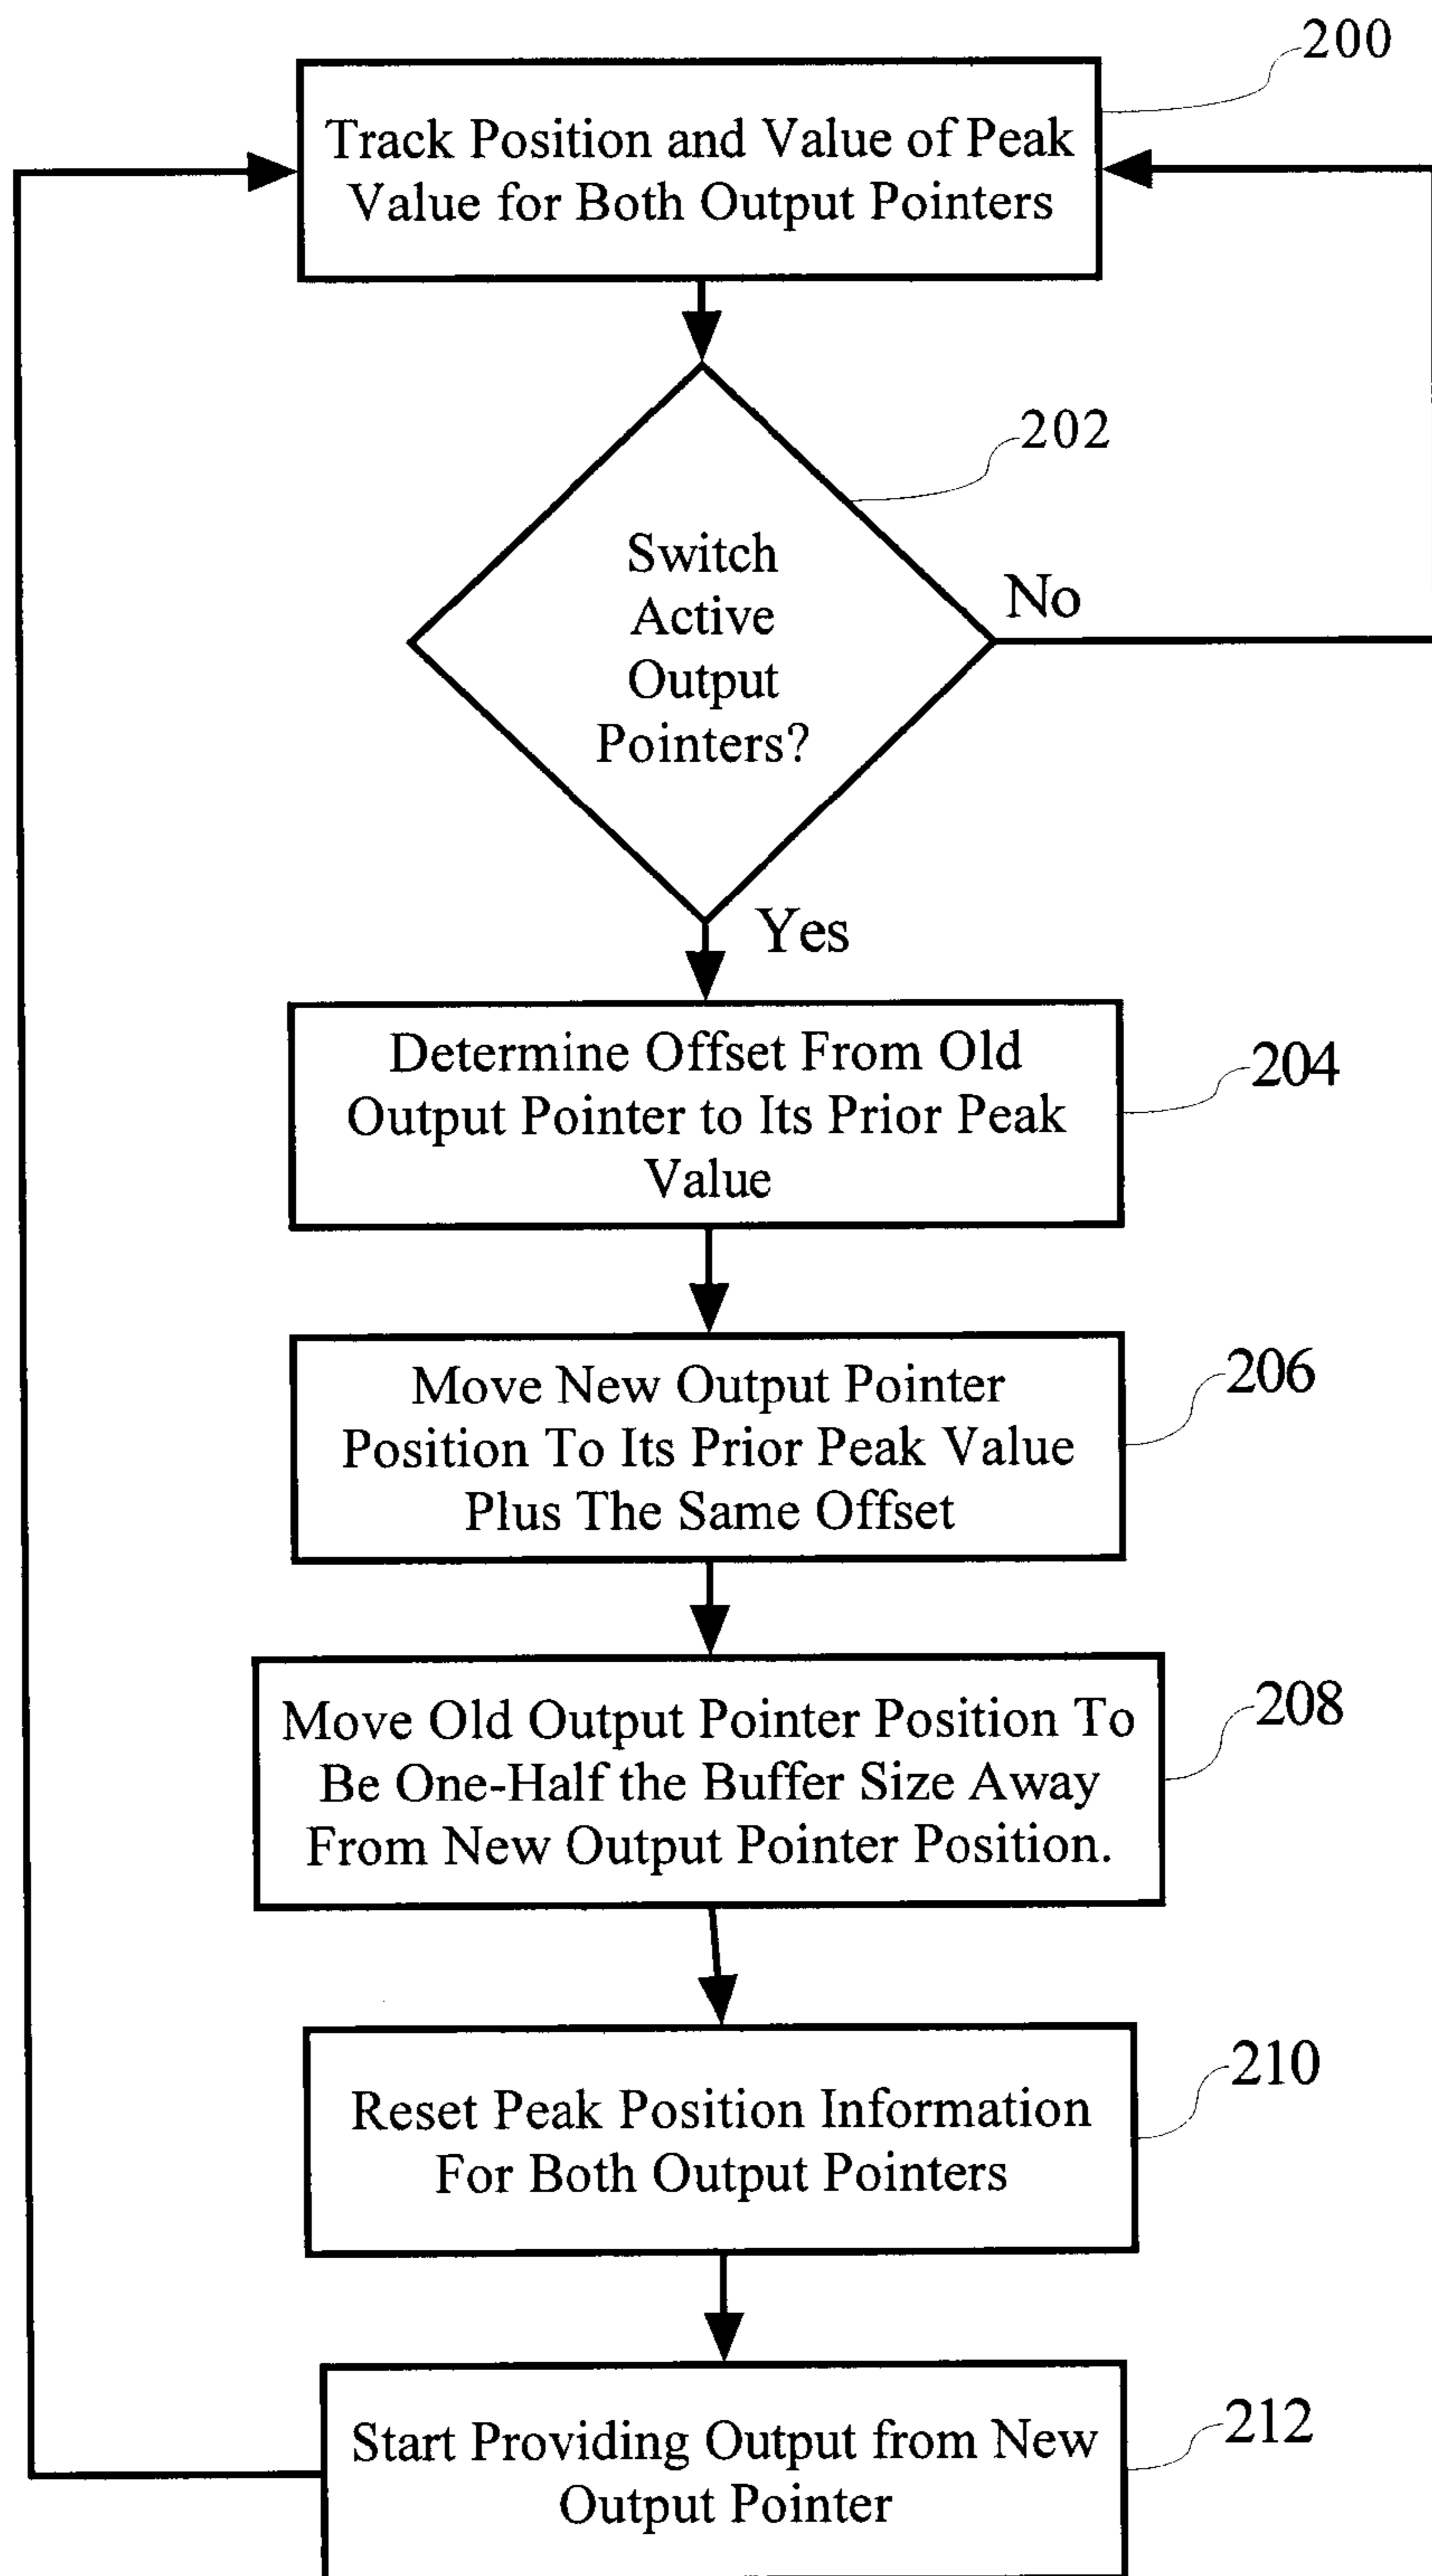 200
Track Position and Value of Peak
Value for Both Output Pointers
202
Switch
Active
Output
Pointers?
No
Yes
Determine Offset From Old
Output Pointer to Its Prior Peak
Value
204
Move New Output Pointer
Position To Its Prior Peak Value
Plus The Same Offset
206
Move Old Output Pointer Position To
Be One-Half the Buffer Size Away
From New Output Pointer Position.
208
Reset Peak Position Information
For Both Output Pointers
210
Start Providing Output from New
Output Pointer
212